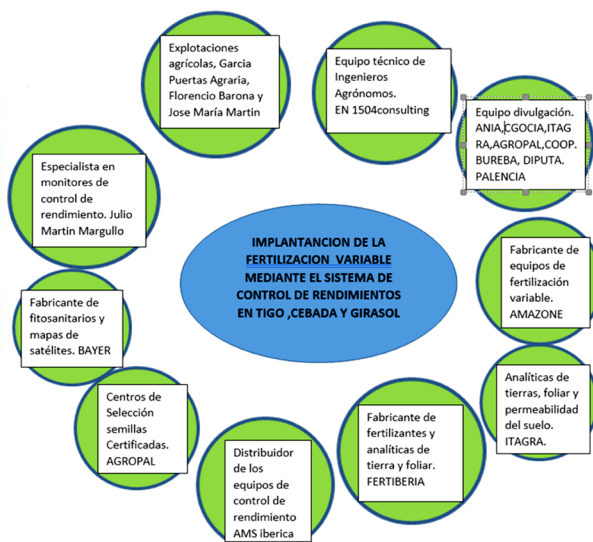 Explotaciones
agrícolas, Garcia
Puertas Agraria,
Florencio Barona y
Jose María Martin
Equipo técnico de
Ingenieros
Agrónomos.
EN 1504consulting
Equipo divulgación.
ANIA,CGOCIA,ITAG
RA,AGROPAL,COOP.
BUREBA, DIPUTA.
PALENCIA
Especialista en
monitores de
control de
rendimiento. Julio
Martin Margullo
IMPLANTANCION DE LA
FERTILIZACION VARIABLE
MEDIANTE EL SISTEMA DE
CONTROL DE RENDIMIENTOS
EN TIGO ,CEBADA Y GIRASOL
Fabricante de
equipos de
fertilización
variable.
AMAZONE
Fabricante de
fitosanitarios y
mapas de
satélites. BAYER
Analíticas de
tierras, foliar y
permeabilidad
del suelo.
ITAGRA.
Centros de
Selección
semillas
Certificadas.
AGROPAL
Fabricante de
fertilizantes y
analíticas de
tierra y foliar.
FERTIBERIA
Distribuidor
de los
equipos de
control de
rendimiento
AMS iberica